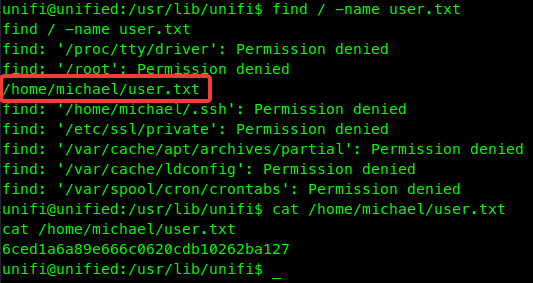 unifi@unified:/usr/lib/unifi$ find / -name user.txt
find / -name user.txt
find: '/proc/tty/driver': Permission denied
find: '/root': Permission denied
/home/michael/user.txt
find: '/home/michael/.ssh': Permission denied
find: '/etc/ssl/private': Permission denied
find: '/var/cache/apt/archives/partial': Permission denied
find: '/var/cache/ldconfig': Permission denied
find: '/var/spool/cron/crontabs': Permission denied
unifi@unified:/usr/lib/unifi$ cat /home/michael/user.txt
cat /home/michael/user.txt
6ced1a6a89e666c0620cdb10262ba127
unifi@unified:/usr/lib/unifi$ _